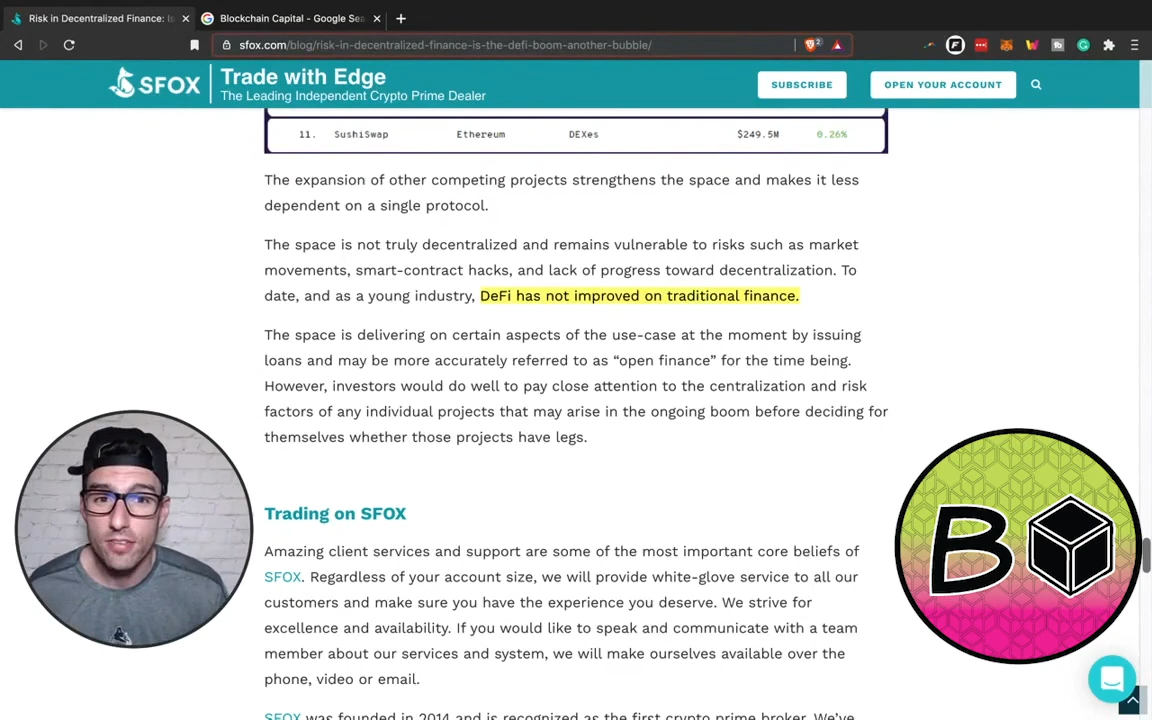 Risk in Decentralized Finance: Is
Blockchain Capital - Google Sea
sfox.com/blog/risk-in-decentralized-finance-is-the-defi-boom-another-bubble/
2
SFOX
Trade with Edge
The Leading Independent Crypto Prime Dealer
SUBSCRIBE
OPEN YOUR ACCOUNT
11. SushiSwap Ethereum DEXes $249.5M 0.26%
The expansion of other competing projects strengthens the space and makes it less
dependent on a single protocol.
The space is not truly decentralized and remains vulnerable to risks such as market
movements, smart-contract hacks, and lack of progress toward decentralization. To
date, and as a young industry, DeFi has not improved on traditional finance.
The space is delivering on certain aspects of the use-case at the moment by issuing
loans and may be more accurately referred to as “open finance” for the time being.
However, investors would do well to pay close attention to the centralization and risk
factors of any individual projects that may arise in the ongoing boom before deciding for
themselves whether those projects have legs.
Trading on SFOX
Amazing client services and support are some of the most important core beliefs of
SFOX. Regardless of your account size, we will provide white-glove service to all our
customers and make sure you have the experience you deserve. We strive for
excellence and availability. If you would like to speak and communicate with a team
member about our services and system, we will make ourselves available over the
phone, video or email.
SFOX was founded in 2014 and is recognized as the first crypto prime broker. We’ve
B